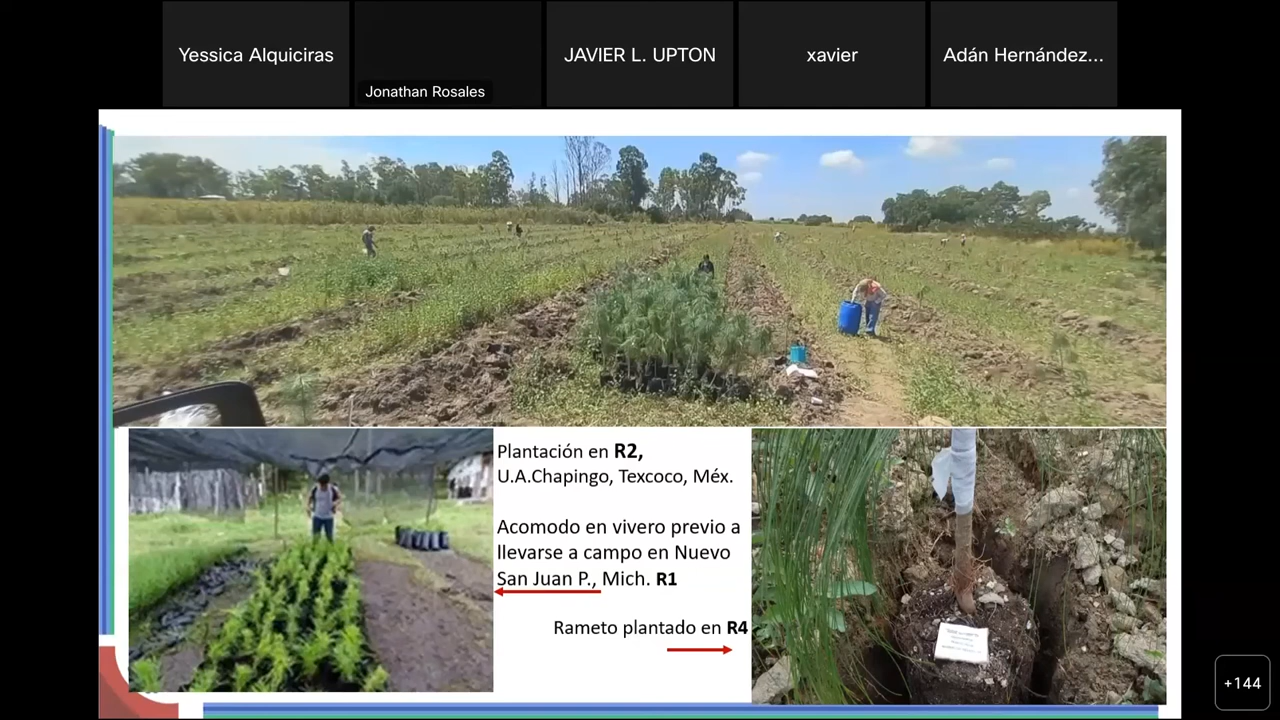 Yessica Alquiciras
Jonathan Rosales
JAVIER L. UPTON
xavier
Adán Hernández...
Plantación en R2,
U.A.Chapingo, Texcoco, Méx.
Acomodo en vivero previo a
llevarse a campo en Nuevo
San Juan P., Mich. R1
Rameto plantado en R4
+144